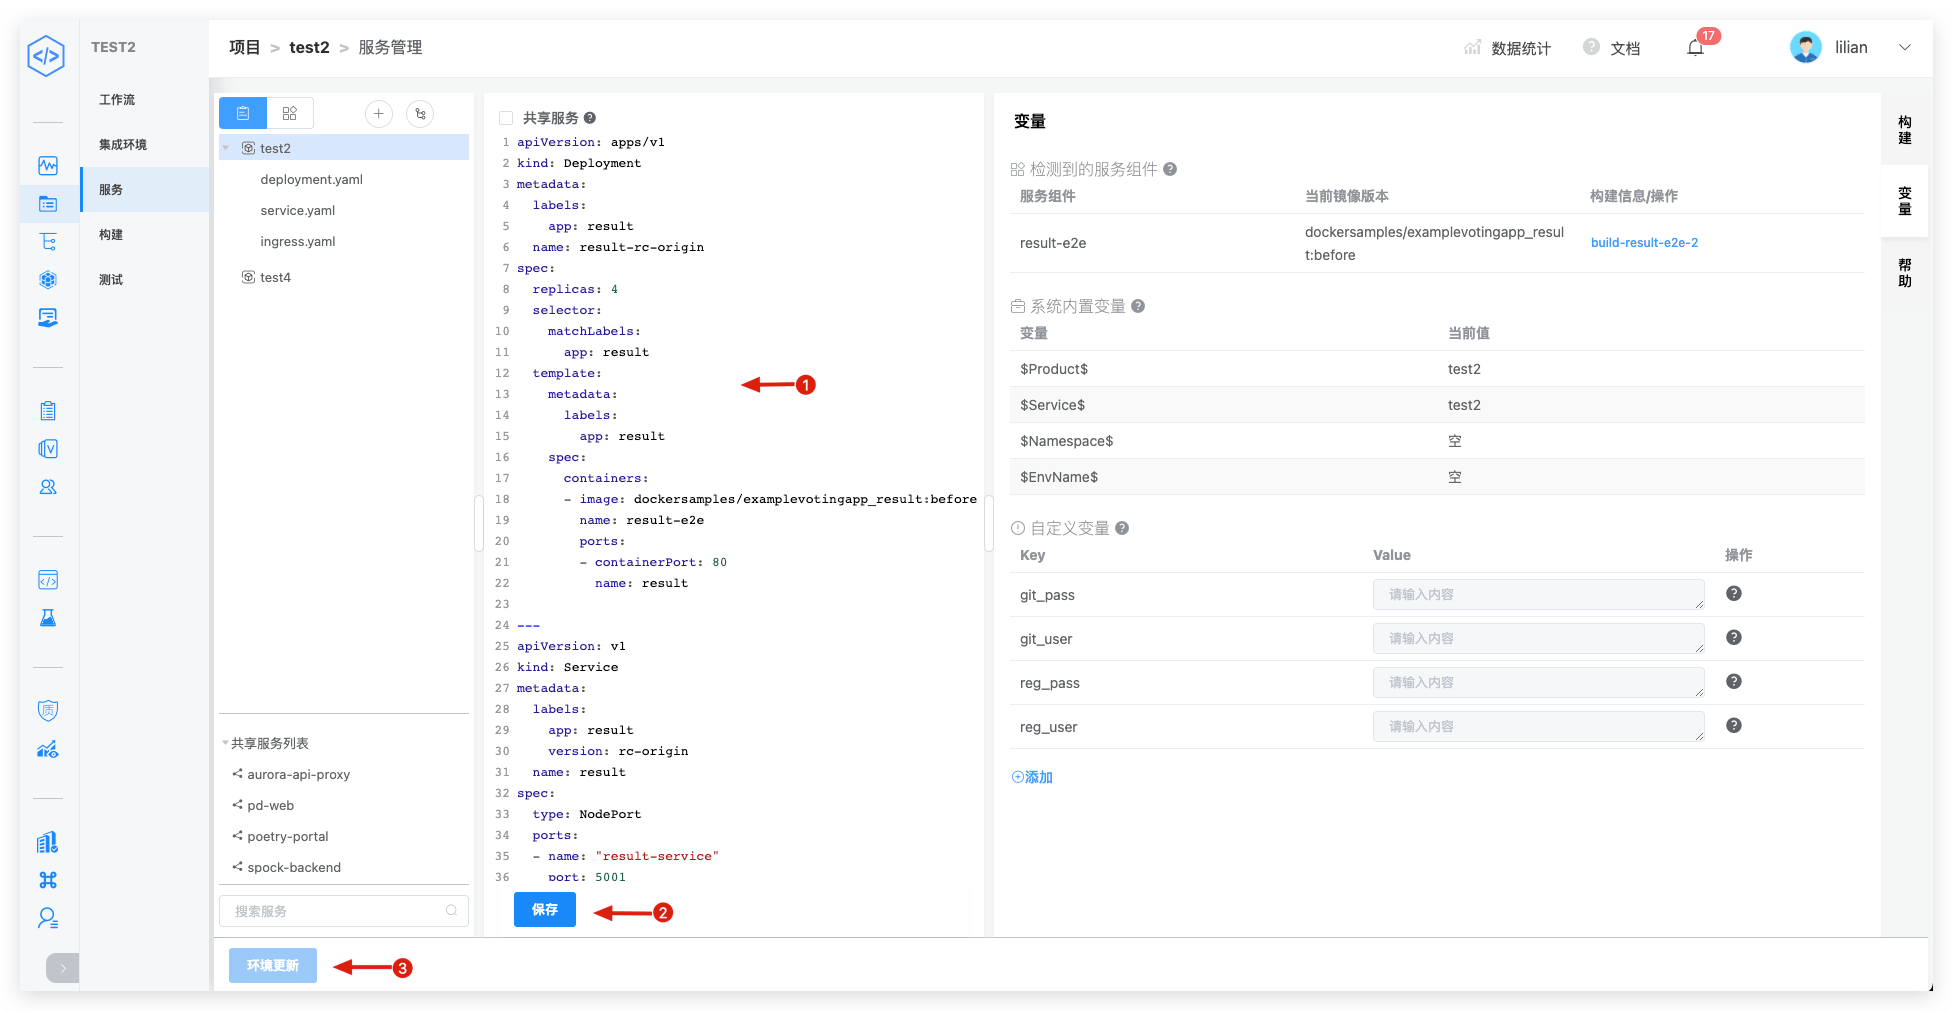 TEST2
工作流
集成环境
服务
构建
测试
项目 > test2 > 服务管理
数据统计
文档
17
lilian
test2
deployment.yaml
service.yaml
ingress.yaml
test4
共享服务列表
aurora-api-proxy
pd-web
poetry-portal
spock-backend
搜索服务
共享服务
1 apiVersion: apps/v1
2 kind: Deployment
3 metadata:
4 labels:
5 app: result
6 name: result-rc-origin
7 spec:
8 replicas: 4
9 selector:
10 matchLabels:
11 app: result
12 template:
13 metadata:
14 labels:
15 app: result
16 spec:
17 containers:
18 - image: dockersamples/examplevotingapp_result:before
19 name: result-e2e
20 ports:
21 - containerPort: 80
22 name: result
23
24 ---
25 apiVersion: v1
26 kind: Service
27 metadata:
28 labels:
29 app: result
30 version: rc-origin
31 name: result
32 spec:
33 type: NodePort
34 ports:
35 - name: "result-service"
36 port: 5001
1
保存
2
环境更新
3
变量
检测到的服务组件
服务组件 当前镜像版本 构建信息/操作
result-e2e dockersamples/examplevotingapp_resul build-result-e2e-2
t:before
系统内置变量
变量 当前值
$Product$ test2
$Service$ test2
$Namespace$ 空
$EnvName$ 空
自定义变量
Key Value 操作
git_pass 请输入内容
git_user 请输入内容
reg_pass 请输入内容
reg_user 请输入内容
添加
构建
变量
帮助